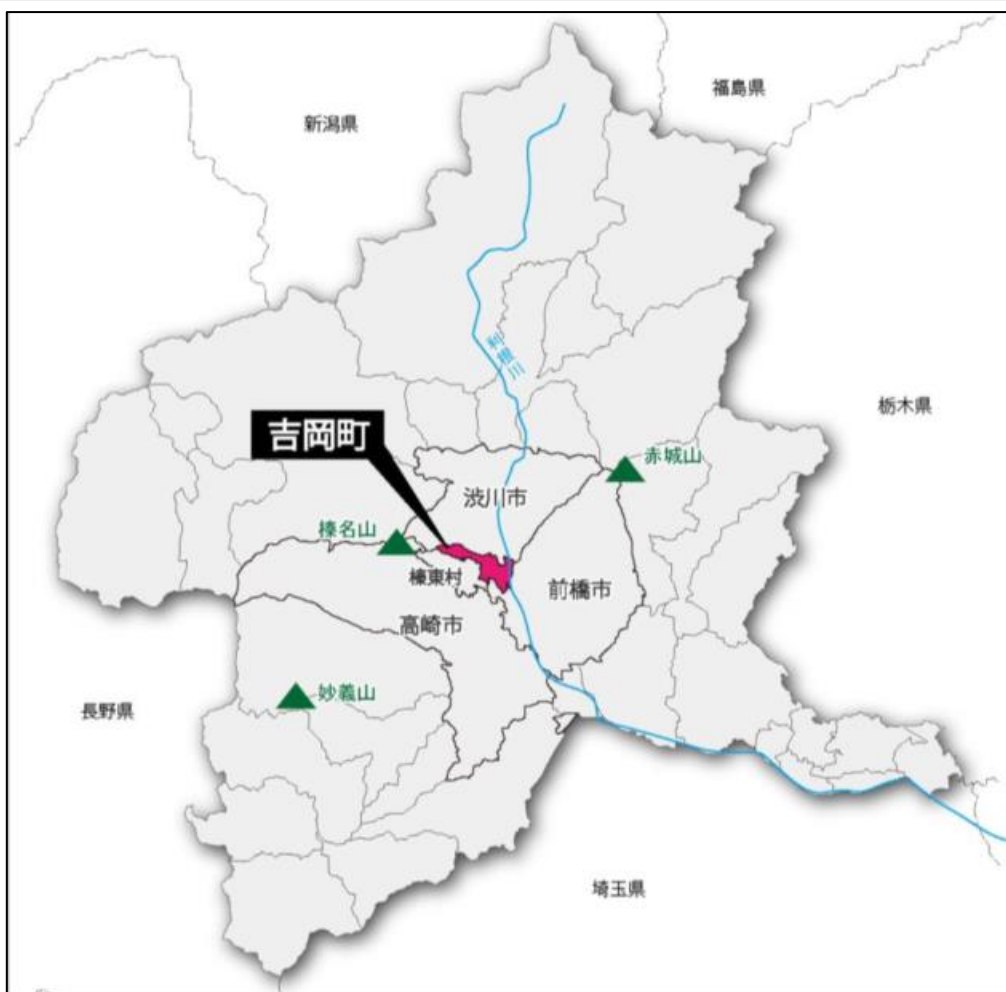 福島県
新潟県
利根川
栃木県
吉岡町
赤城山
渋川市
榛名山
榛東村
前橋市
高崎市
妙義山
長野県
埼玉県